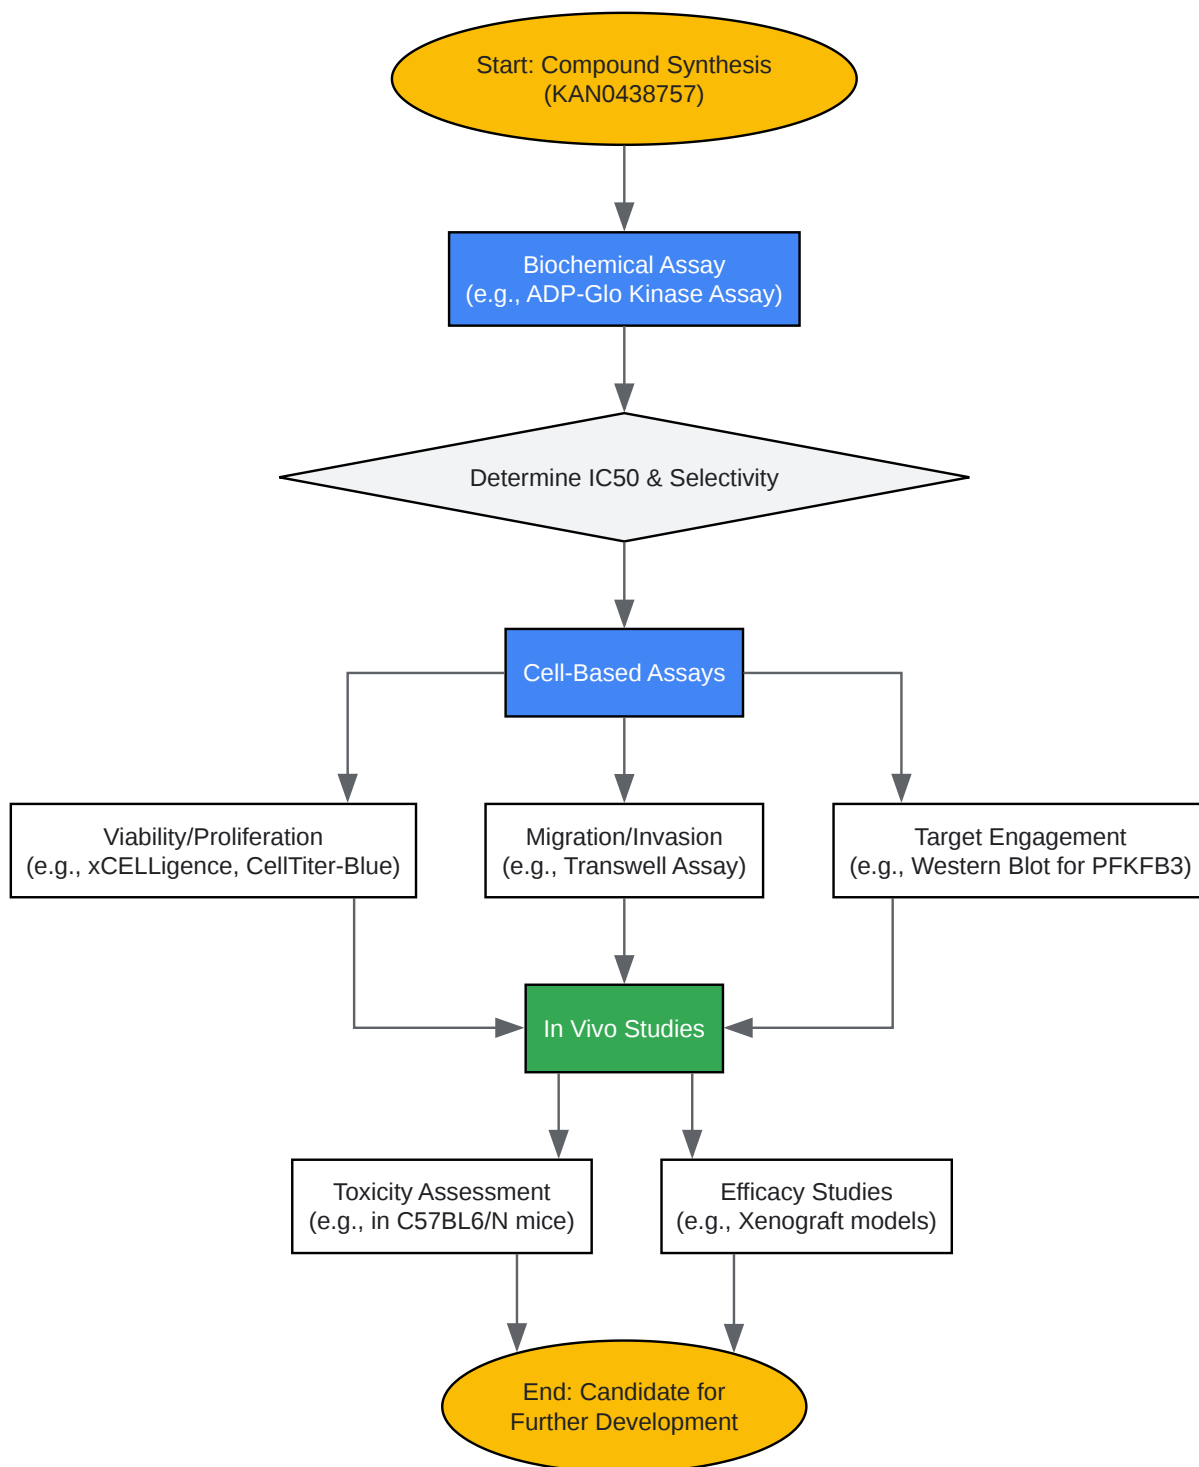 Start: Compound Synthesis
(KAN0438757)
Biochemical Assay
(e.g., ADP-Glo Kinase Assay)
Determine IC50 & Selectivity
Cell-Based Assays
Viability/Proliferation
(e.g., xCELLigence, CellTiter-Blue)
Migration/Invasion
(e.g., Transwell Assay)
Target Engagement
(e.g., Western Blot for PFKFB3)
In Vivo Studies
Toxicity Assessment
(e.g., in C57BL6/N mice)
Efficacy Studies
(e.g., Xenograft models)
End: Candidate for
Further Development